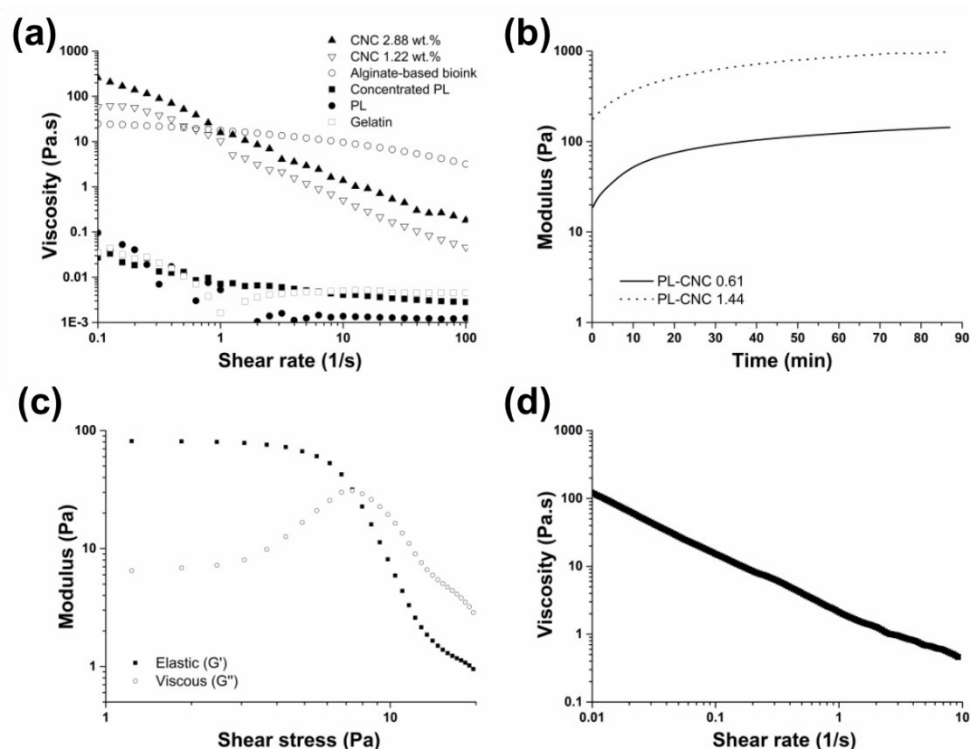 (a)
1000
100
10
1
0.1
0.01
1E-3
0.1
1
10
100
Viscosity (Pa.s)
Shear rate (1/s)
CNC 2.88 wt.%
CNC 1.22 wt.%
Alginate-based bioink
Concentrated PL
PL
Gelatin
(b)
1000
100
10
1
0
10
20
30
40
50
60
70
80
90
Modulus (Pa)
Time (min)
PL-CNC 0.61
PL-CNC 1.44
(c)
100
10
1
1
10
Modulus (Pa)
Shear stress (Pa)
Elastic (G')
Viscous (G'')
(d)
1000
100
10
1
0.1
0.01
0.1
1
10
Viscosity (Pa.s)
Shear rate (1/s)